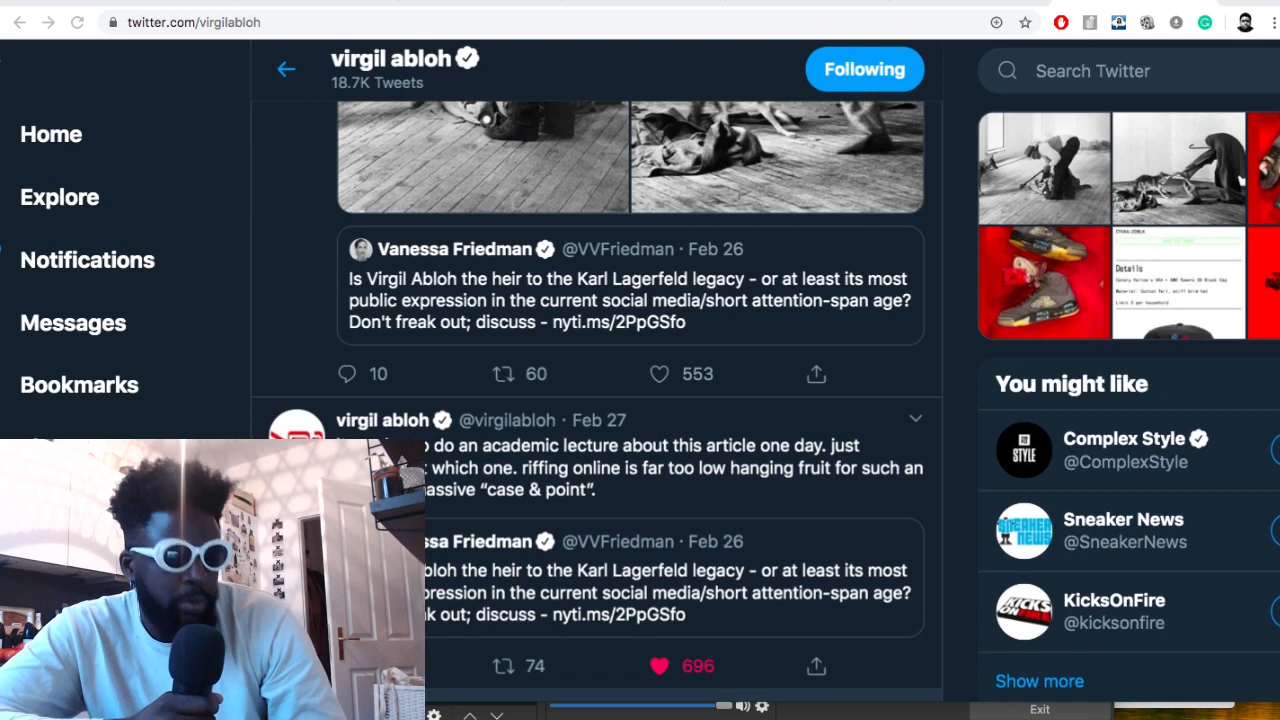 twitter.com/virgilabloh
virgil abloh
18.7K Tweets
Following
Search Twitter
Home
Explore
Notifications
Messages
Bookmarks
Vanessa Friedman @VVFriedman · Feb 26
Is Virgil Abloh the heir to the Karl Lagerfeld legacy - or at least its most
public expression in the current social media/short attention-span age?
Don't freak out; discuss - nyti.ms/2PpGSfo
10
60
553
virgil abloh @virgilabloh · Feb 27
do an academic lecture about this article one day. just
which one. riffing online is far too low hanging fruit for such an
assive “case & point”.
ssa Friedman @VVFriedman · Feb 26
bloh the heir to the Karl Lagerfeld legacy - or at least its most
pression in the current social media/short attention-span age?
k out; discuss - nyti.ms/2PpGSfo
74
696
Details
You might like
STYLE
Complex Style
@ComplexStyle
SNEAKER
NEWS
Sneaker News
@SneakerNews
KICKS
KicksOnFire
@kicksonfire
Show more
Exit